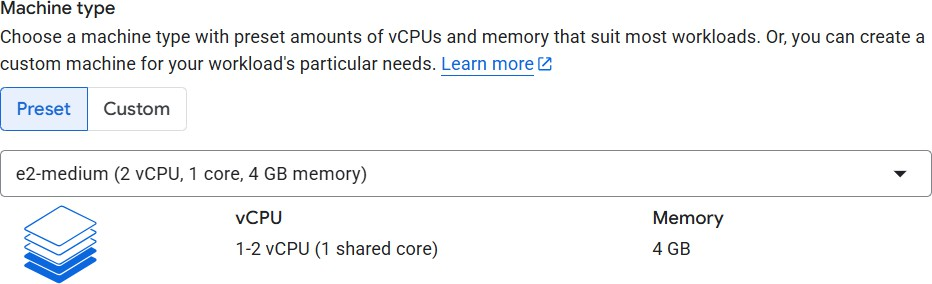 Machine type
Choose a machine type with preset amounts of vCPUs and memory that suit most workloads. Or, you can create a
custom machine for your workload's particular needs. Learn more
Preset Custom
e2-medium (2 vCPU, 1 core, 4 GB memory)
vCPU Memory
1-2 vCPU (1 shared core) 4 GB